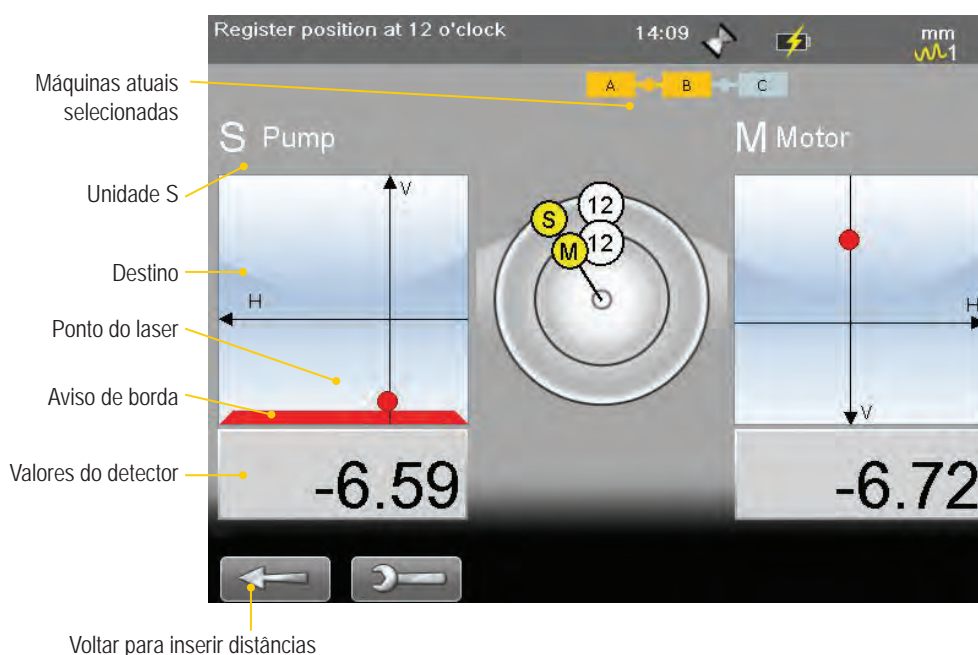 Register position at 12 o'clock 14:09 mm
1
A B C
Máquinas atuais
selecionadas
S Pump M Motor
Unidade S
V
S 12
M 12
Destino
H H
Ponto do laser
Aviso de borda
V
Valores do detector
-6.59 -6.72
Voltar para inserir distâncias